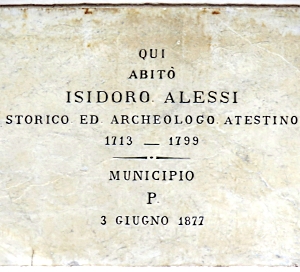 QUI
ABITÒ
ISIDORO ALESSI
STORICO ED ARCHEOLOGO ATESTINO
1713 — 1799
MUNICIPIO
P.
3 GIUGNO 1877